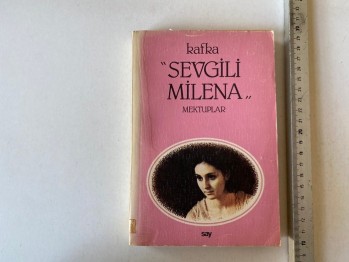 kafka
"SEVGİLİ
MİLENA"
MEKTUPLAR
say